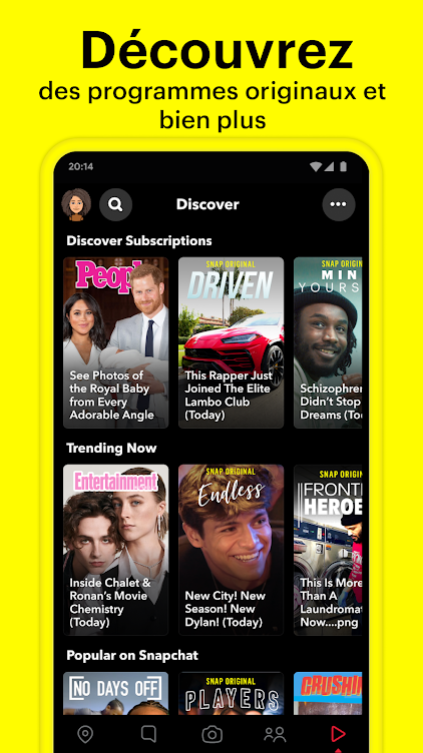 Découvrez
des programmes originaux et
bien plus
20:14
Discover
Discover Subscriptions
People
See Photos of
the Royal Baby
from Every
Adorable Angle
SNAP ORIGINAL
DRIVEN
This Rapper Just
Joined The Elite
Lambo Club
(Today)
SNAP ORIGIN
MIN
YOURS
Schizophren
Didn't Stop
Dreams (To
Trending Now
Entertainment
Inside Chalet &
Ronan's Movie
Chemistry
(Today)
SNAP ORIGINAL
Endless
New City! New
Season! New
Dylan! (Today)
SNAP ORIGIN
FRONTL
HEROE
This Is More
Than A
Laundromat
Now....png
Popular on Snapchat
NO DAYS OFF
SNAP ORIGINAL
PLAYERS
CRUSHIN